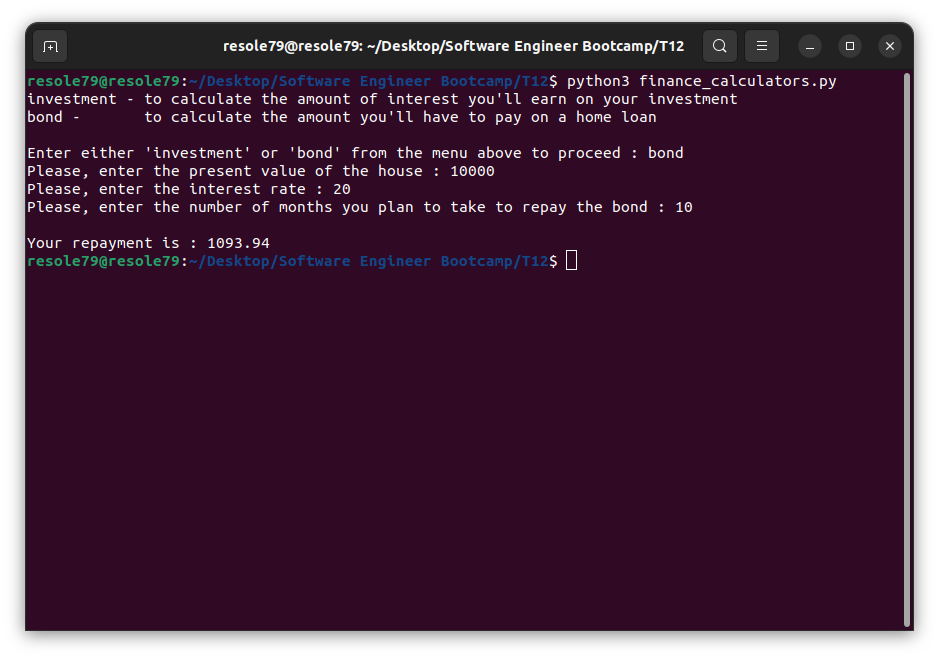 resole79@resole79: ~/Desktop/Software Engineer Bootcamp/T12
resole79@resole79:~/Desktop/Software Engineer Bootcamp/T12$ python3 finance_calculators.py
investment - to calculate the amount of interest you'll earn on your investment
bond -       to calculate the amount you'll have to pay on a home loan
Enter either 'investment' or 'bond' from the menu above to proceed : bond
Please, enter the present value of the house : 10000
Please, enter the interest rate : 20
Please, enter the number of months you plan to take to repay the bond : 10
Your repayment is : 1093.94
resole79@resole79:~/Desktop/Software Engineer Bootcamp/T12$